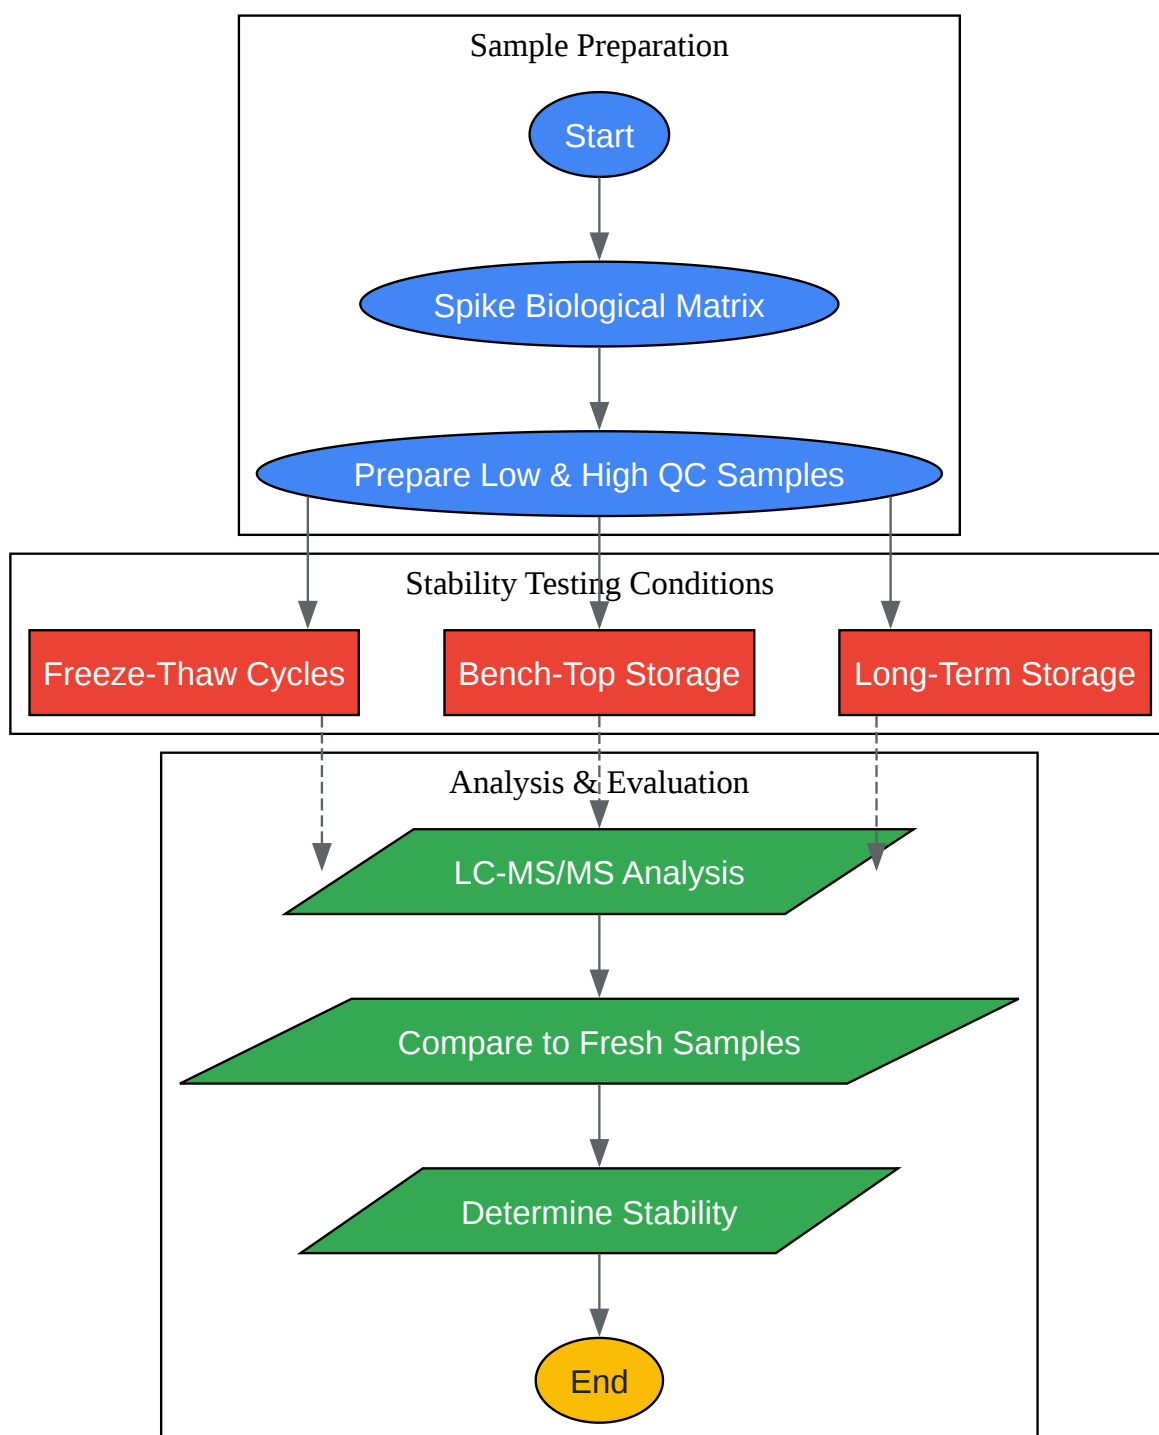 Sample Preparation
Start
Spike Biological Matrix
Prepare Low & High QC Samples
Stability Testing Conditions
Freeze-Thaw Cycles
Bench-Top Storage
Long-Term Storage
Analysis & Evaluation
LC-MS/MS Analysis
Compare to Fresh Samples
Determine Stability
End